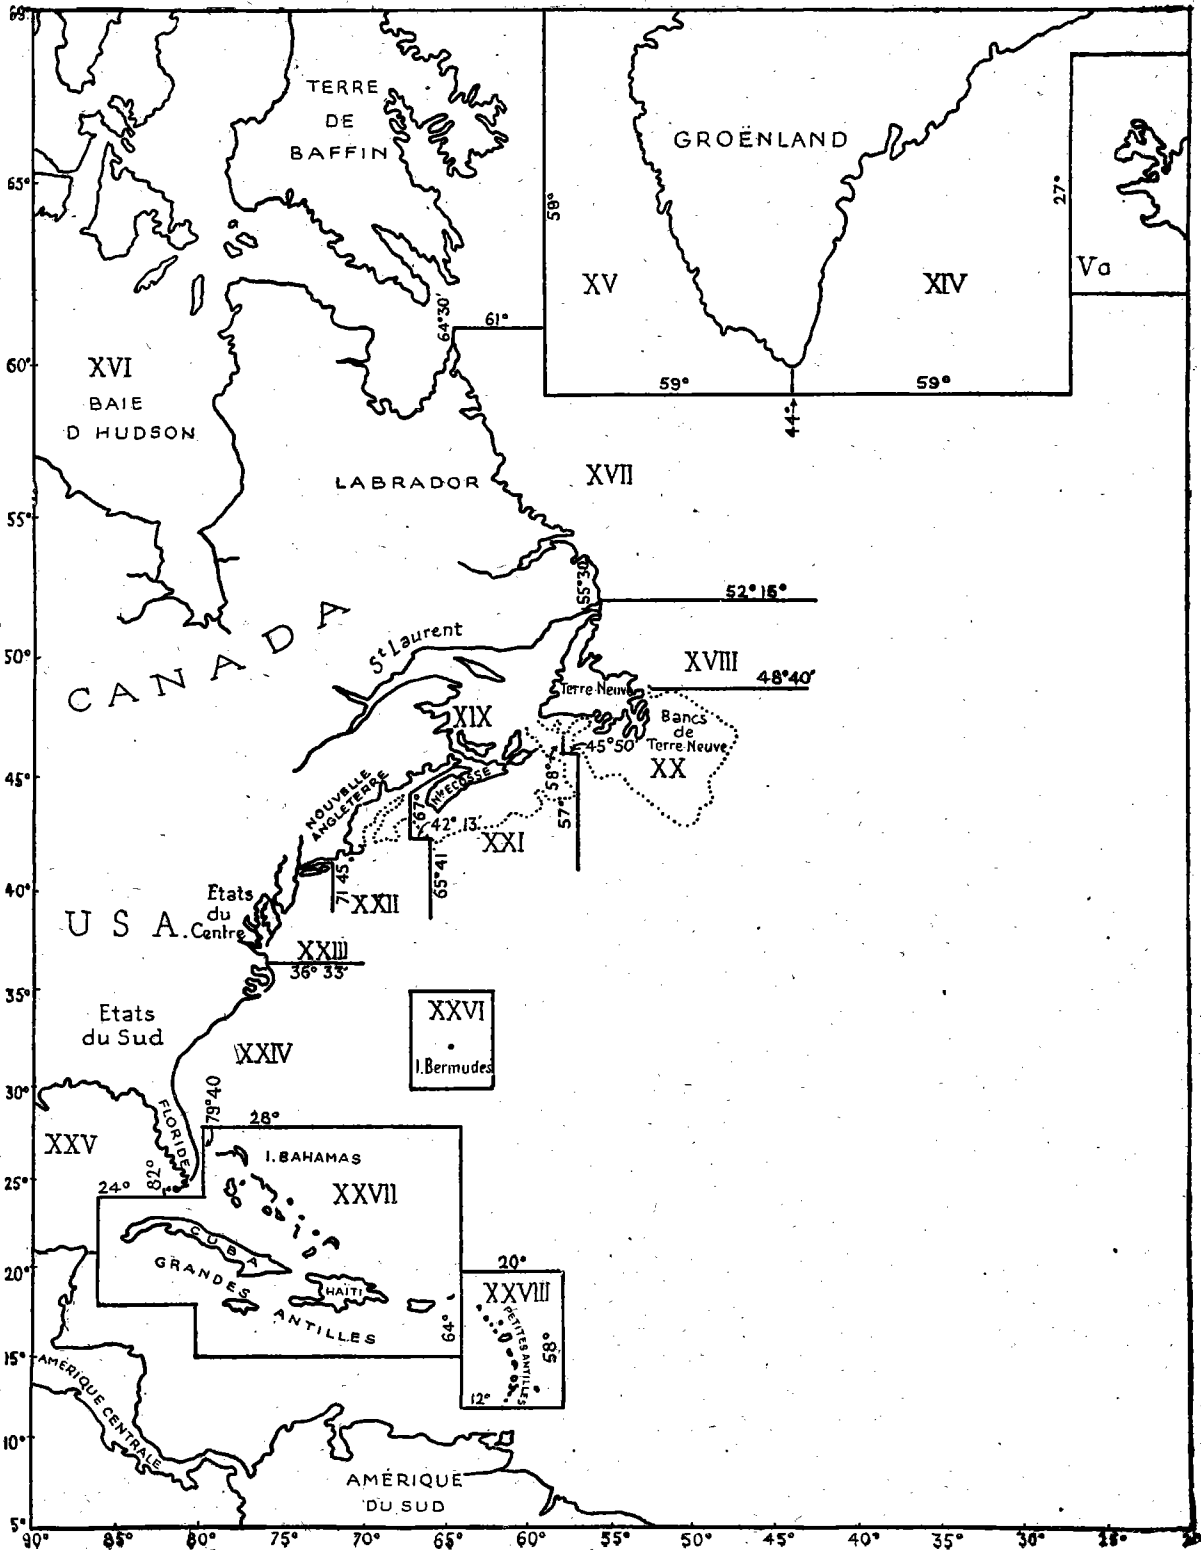 69°
TERRE
DE
BAFFIN
GROËNLAND
65°
58°
27°
XV
XIV
Va
64°30'
61°
60°
XVI
BAIE
D HUDSON
59°
59°
44°
LABRADOR
XVII
55°
55°30'
52° 15°
CANADA
St Laurent
50°
XVIII
48°40'
Terre-Neuve
XIX
Bancs
de
Terre-Neuve
XX
45°50'
58°
57°
45°
NOUVELLE
ANGLETERRE
Nlle ECOSSE
67°
42° 13'
XXI
65°41
71 45
XXII
40°
Etats
du
Centre
U S A.
XXIII
36° 33'
35°
Etats
du Sud
XXVI
I.Bermudes
XXIV
30°
79°40
28°
FLORIDE
XXV
82°
I.BAHAMAS
XXVII
25°
24°
CUBA
GRANDES
ANTILLES
HAÏTI
20°
20°
XXVIII
PETITES ANTILLES
64°
58°
12°
15°
AMÉRIQUE CENTRALE
10°
AMÉRIQUE
DU SUD
5°
90° 85° 80° 75° 70° 65° 60° 55° 50° 45° 40° 35° 30° 25°